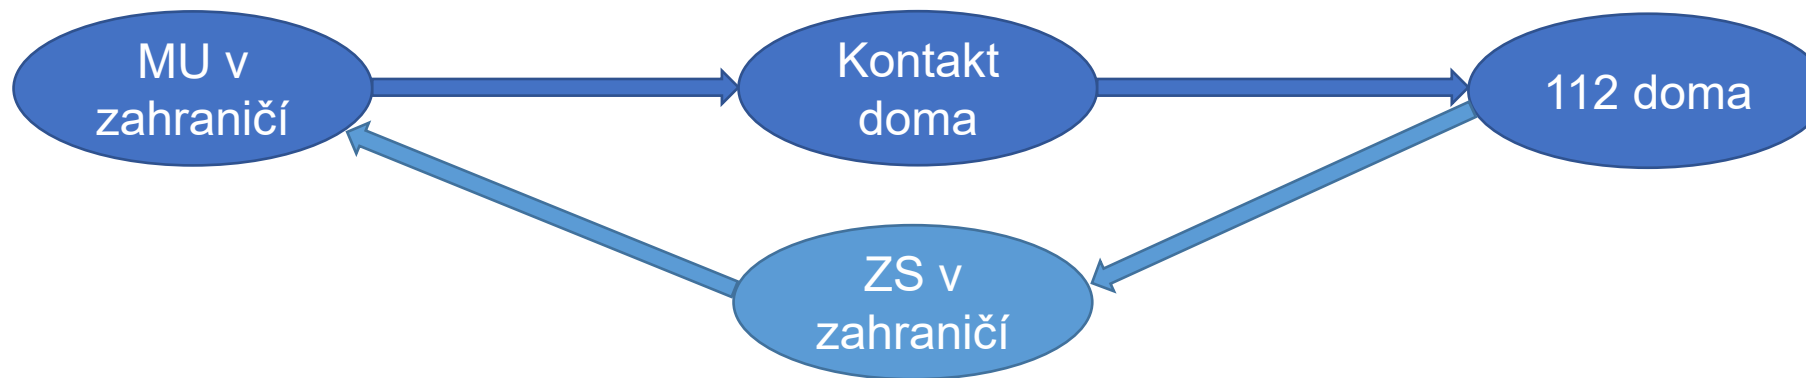 MU v
zahraničí
Kontakt
doma
112 doma
ZS v
zahraničí